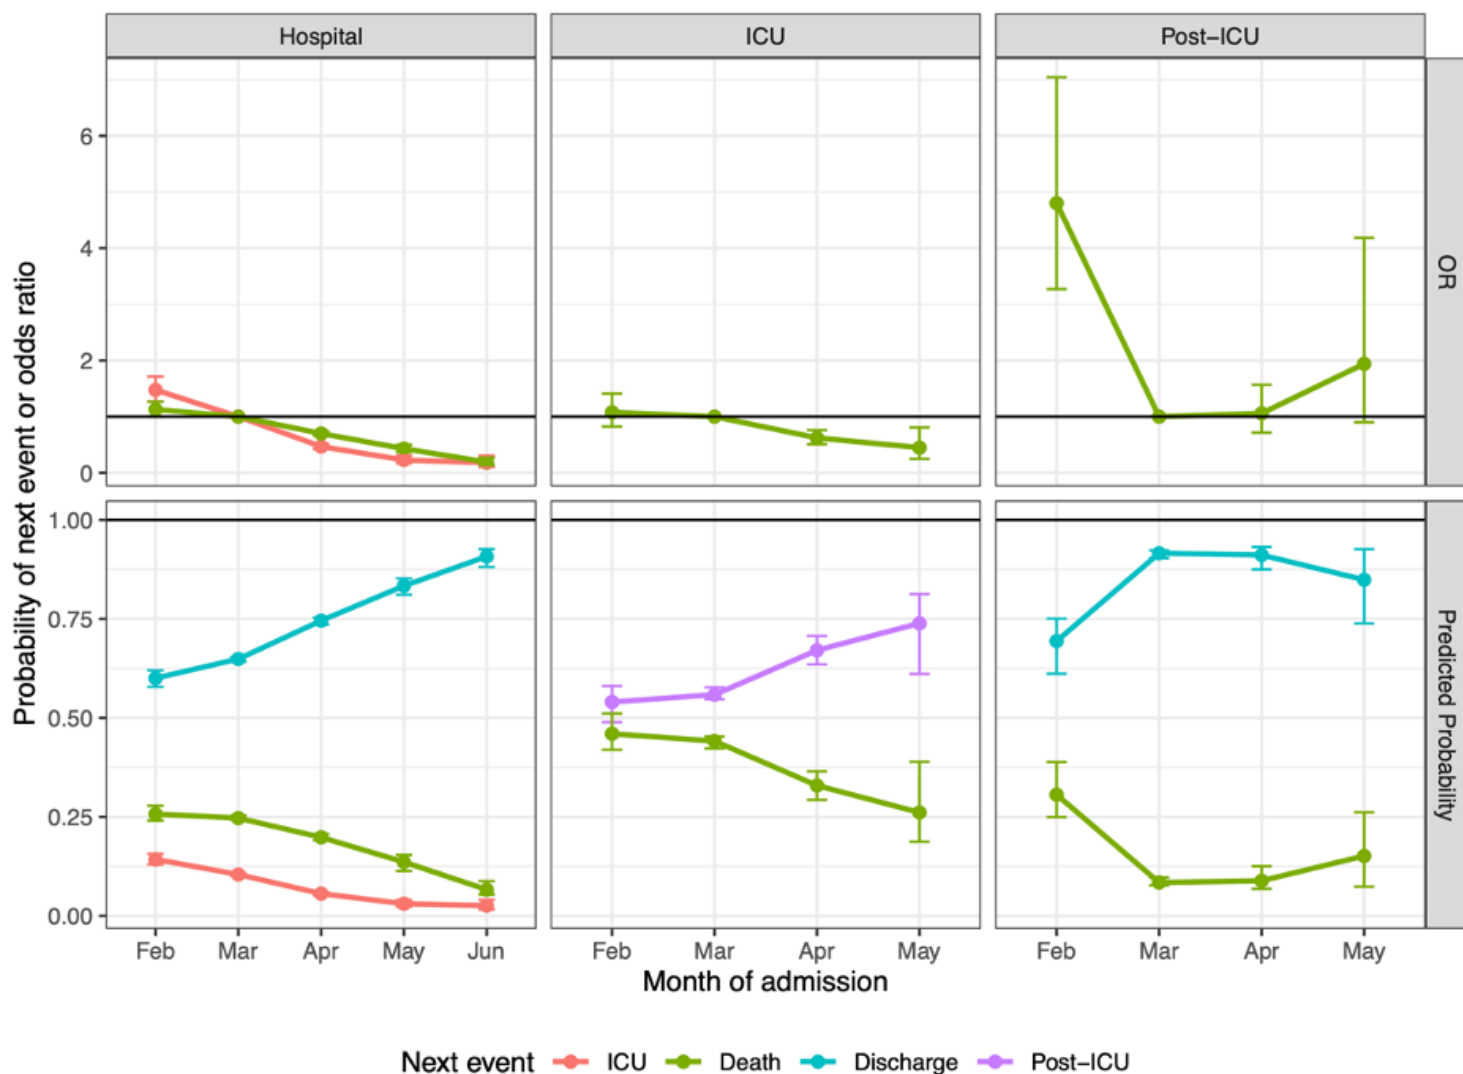 Hospital ICU Post-ICU
Probability of next event or odds ratio
6
4
2
0
OR
1.00
0.75
0.50
0.25
0.00
Predicted Probability
Feb Mar Apr May Jun Feb Mar Apr May Feb Mar Apr May
Month of admission
Next event ICU Death Discharge Post-ICU